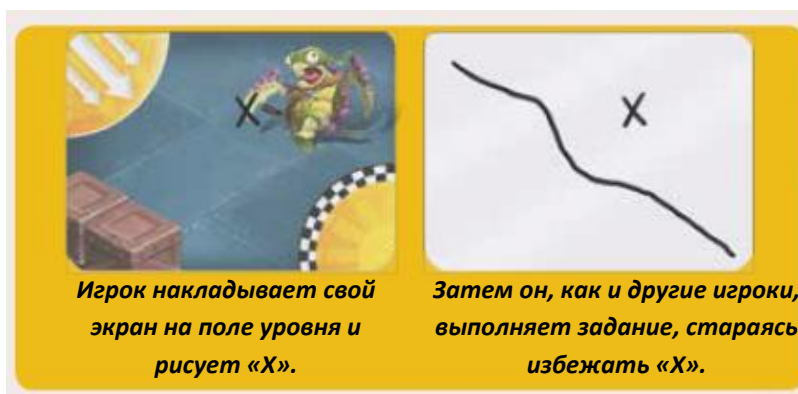 X
X
Игрок накладывает свой
экран на поле уровня и
рисует «X».
Затем он, как и другие игроки,
выполняет задание, стараясь
избежать «X».